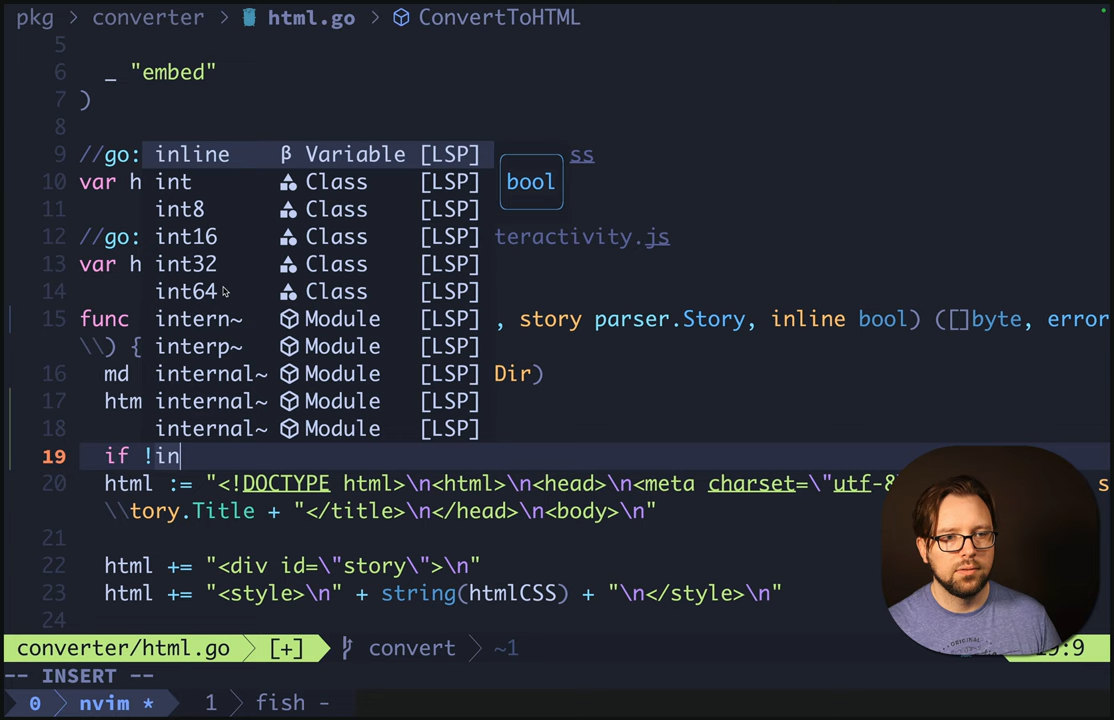 pkg > converter > html.go > ConvertToHTML
5
6 _ "embed"
7 )
8
9 //go: ss
inline β Variable [LSP]
bool
10 var h
int Class [LSP]
11
int8 Class [LSP]
12 //go: teractivity.js
int16 Class [LSP]
13 var h
int32 Class [LSP]
14
int64 Class [LSP]
15 func , story parser.Story, inline bool) ([]byte, error
intern~ Module [LSP]
\\) {
interp~ Module [LSP]
16 md Dir)
internal~ Module [LSP]
17 htm
internal~ Module [LSP]
18
internal~ Module [LSP]
19 if !in
20 html := "<!DOCTYPE html>\n<html>\n<head>\n<meta charset=\"utf-8 s
\\tory.Title + "</title>\n</head>\n<body>\n"
21
22 html += "<div id=\"story\">\n"
23 html += "<style>\n" + string(htmlCSS) + "\n</style>\n"
24
converter/html.go [+] convert ~1 19:9
-- INSERT --
0 nvim * 1 fish -